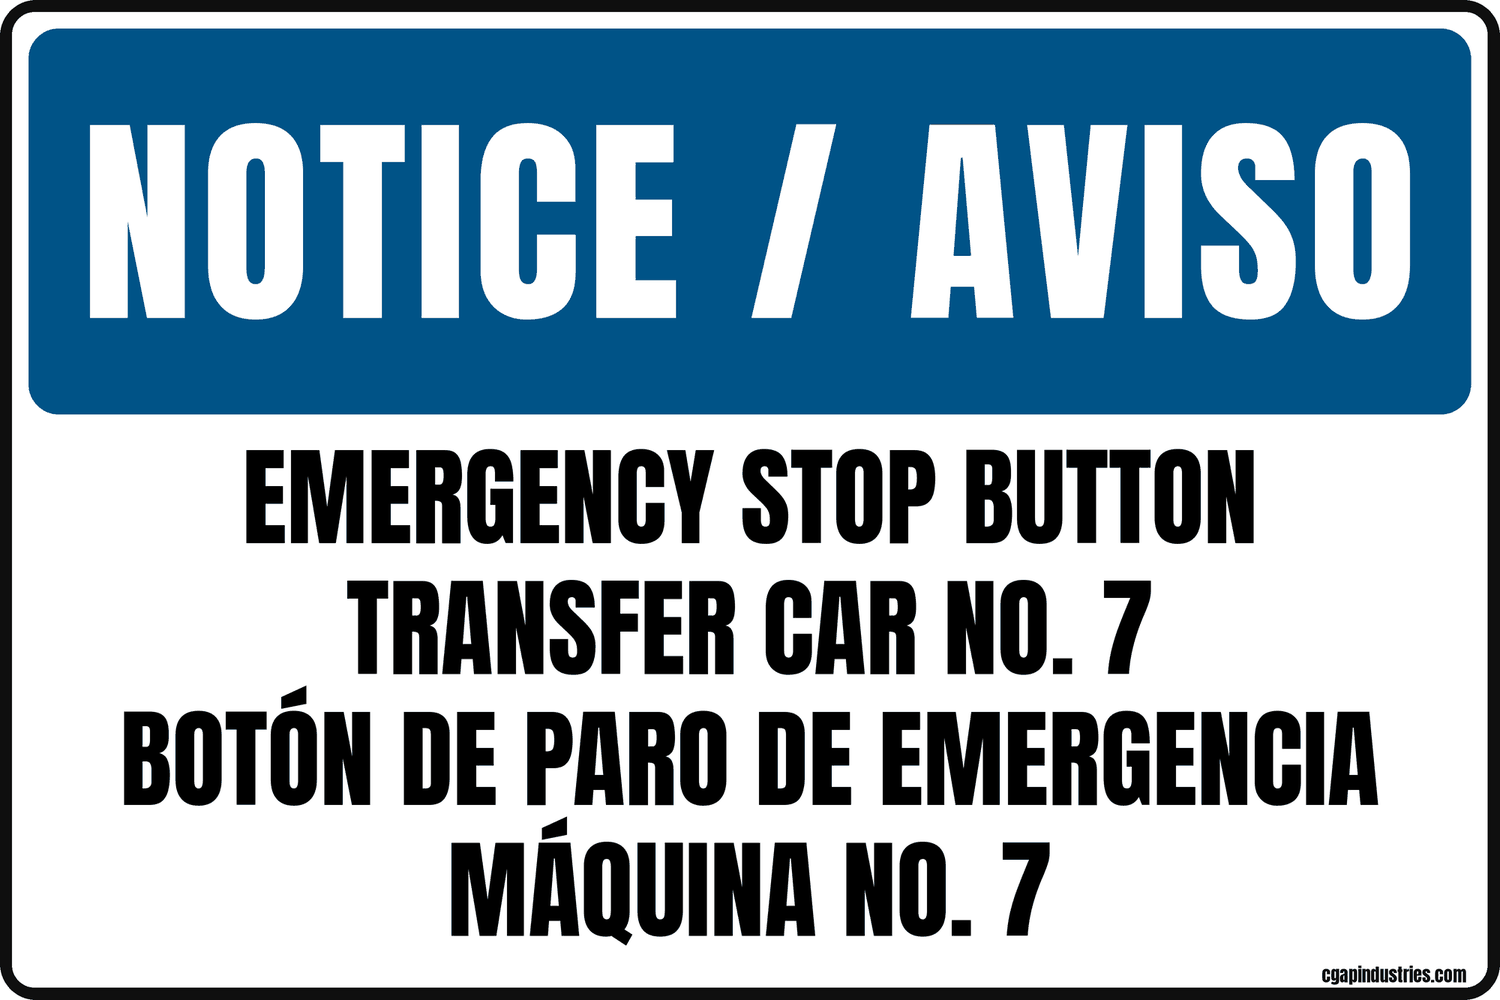 NOTICE / AVISO
EMERGENCY STOP BUTTON
TRANSFER CAR NO. 7
BOTÓN DE PARO DE EMERGENCIA
MÁQUINA NO. 7
cgapindustries.com